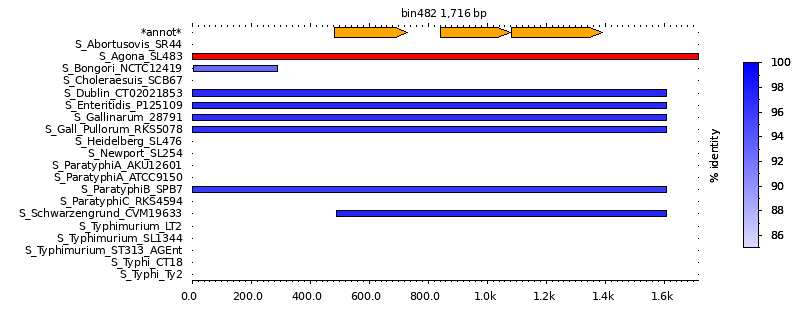 bin482 1,716 bp
*annot*
S_Abortusovis_SR44
S_Agona_SL483
S_Bongori_NCTC12419
S_Choleraesuis_SCB67
S_Dublin_CT02021853
S_Enteritidis_P125109
S_Gallinarum_28791
S_Gall_Pullorum_RKS5078
S_Heidelberg_SL476
S_Newport_SL254
S_ParatyphiA_AKU12601
S_ParatyphiA_ATCC9150
S_ParatyphiB_SPB7
S_ParatyphiC_RKS4594
S_Schwarzengrund_CVM19633
S_Typhimurium_LT2
S_Typhimurium_SL1344
S_Typhimurium_ST313_AGEnt
S_Typhi_CT18
S_Typhi_Ty2
0.0 200.0 400.0 600.0 800.0 1.0k 1.2k 1.4k 1.6k
% identity
100
98
96
94
92
90
88
86